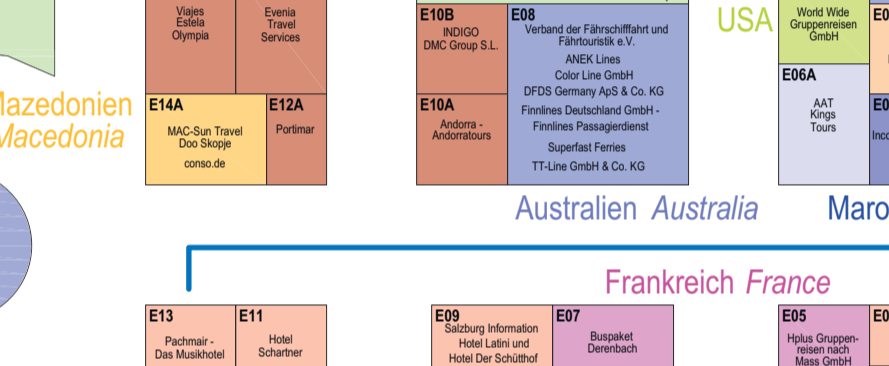 Viajes
Estela
Olympia
Evenia
Travel
Services
E10B
INDIGO
DMC Group S.L.
E08
Verband der Fährschifffahrt und
Fährtouristik e.V.
ANEK Lines
Color Line GmbH
DFDS Germany ApS & Co. KG
Finnlines Deutschland GmbH -
Finnlines Passagierdienst
Superfast Ferries
TT-Line GmbH & Co. KG
USA
World Wide
Gruppenreisen
GmbH
E06A
AAT
Kings
Tours
Mazedonien
Macedonia
E14A
MAC-Sun Travel
Doo Skopje
conso.de
E12A
Portimar
E10A
Andorra -
Andorratours
Australien Australia
Maro
Frankreich France
E13
Pachmair -
Das Musikhotel
E11
Hotel
Schartner
E09
Salzburg Information
Hotel Latini und
Hotel Der Schütthof
E07
Buspaket
Derenbach
E05
Hplus Gruppen-
reisen nach
Mass GmbH